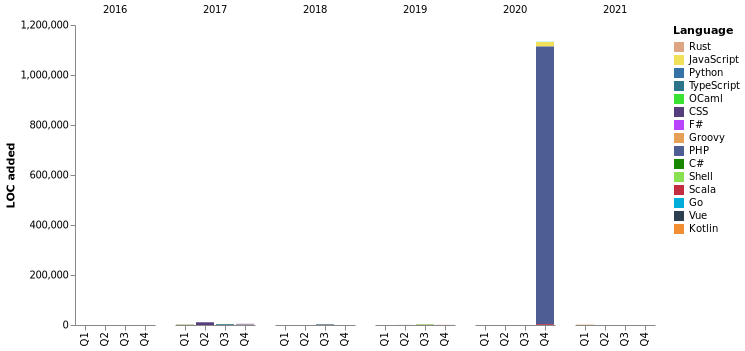 2016 2017 2018 2019 2020 2021
Language
Rust
JavaScript
Python
TypeScript
OCaml
CSS
F#
Groovy
PHP
C#
Shell
Scala
Go
Vue
Kotlin
LOC added
1,200,000
1,000,000
800,000
600,000
400,000
200,000
0
Q1 Q2 Q3 Q4 Q1 Q2 Q3 Q4 Q1 Q2 Q3 Q4 Q1 Q2 Q3 Q4 Q1 Q2 Q3 Q4 Q1 Q2 Q3 Q4